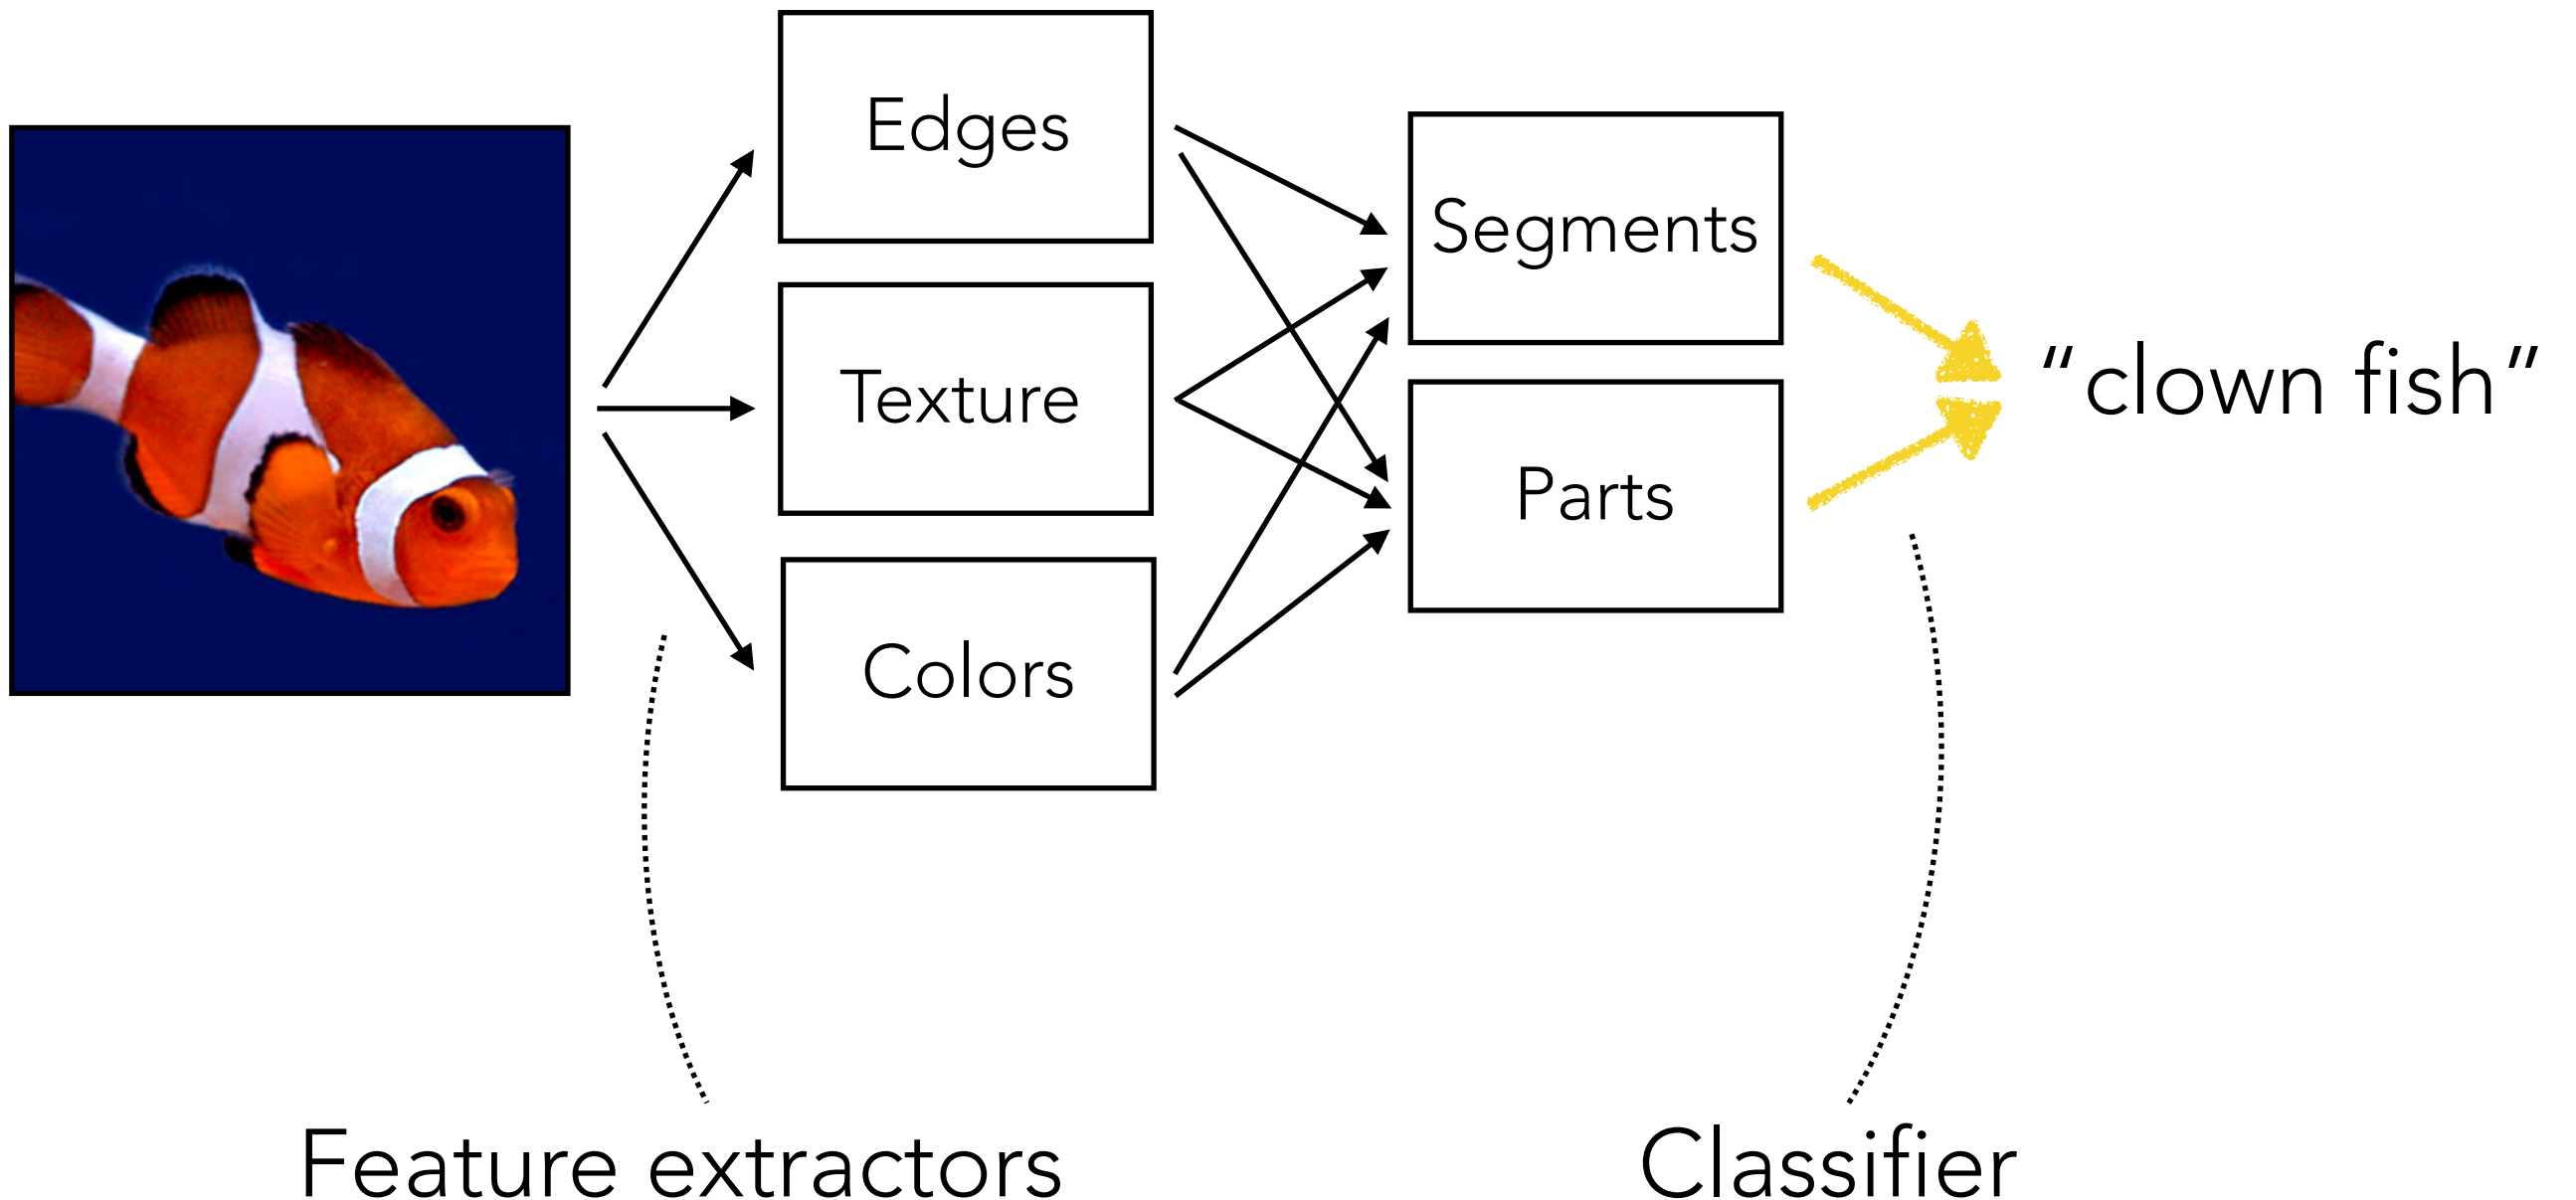 Edges
Texture
Colors
Segments
Parts
“clown fish”
Feature extractors
Classifier